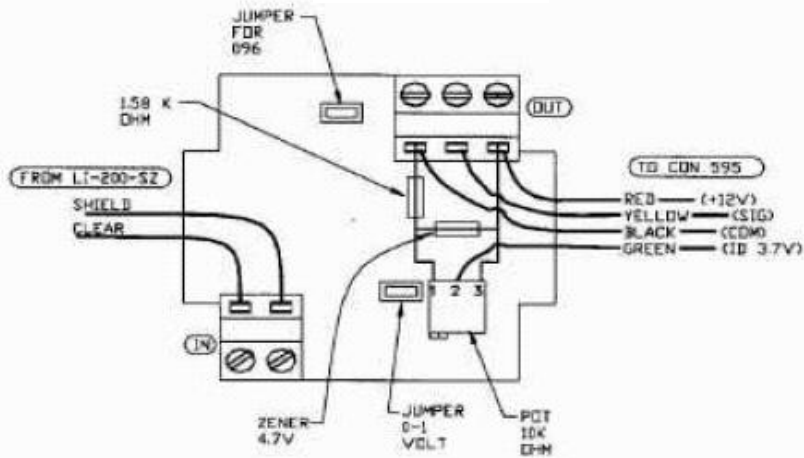 JUMPER
FOR
096
1.58 K
OHM
OUT
FROM LI-200-SZ
TO CON 595
SHIELD
CLEAR
RED (+12V)
YELLOW (SIG)
BLACK (COM)
GREEN (ID 3.7V)
1 2 3
IN
ZENER
4.7V
JUMPER
0-1
VOLT
POT
10K
OHM